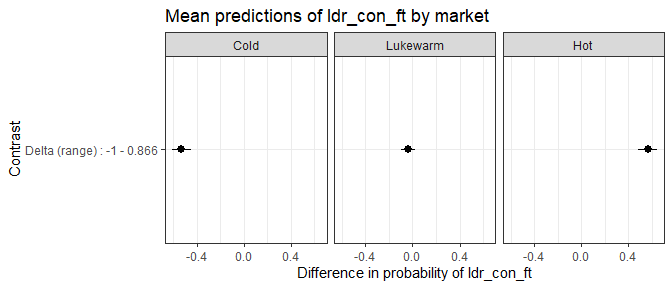 Mean predictions of ldr_con_ft by market
Cold
Lukewarm
Hot
Contrast
Delta (range) : -1 - 0.866
-0.4 0.0 0.4
-0.4 0.0 0.4
-0.4 0.0 0.4
Difference in probability of ldr_con_ft